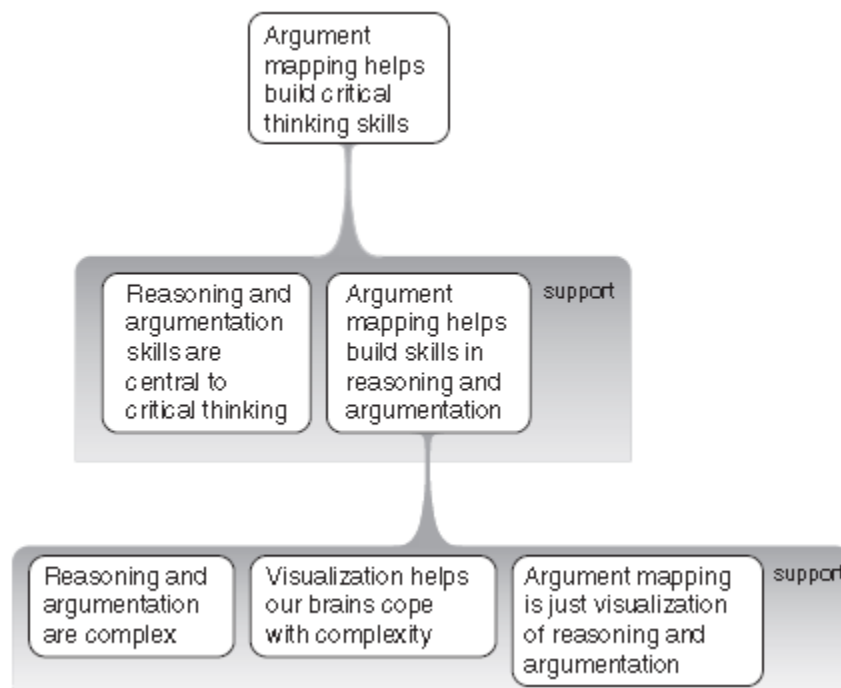 Argument
mapping helps
build critical
thinking skills
Reasoning and
argumentation
skills are
central to
critical thinking
Argument
mapping helps
build skills in
reasoning and
argumentation
support
Reasoning and
argumentation
are complex
Visualization helps
our brains cope
with complexity
Argument mapping
is just visualization
of reasoning and
argumentation
support